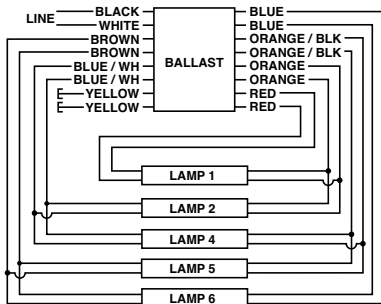 BLACK
BLUE
LINE
WHITE
BLUE
BROWN
ORANGE / BLK
BROWN
ORANGE / BLK
BLUE / WH
BALLAST
ORANGE
BLUE / WH
ORANGE
YELLOW
RED
YELLOW
RED
LAMP 1
LAMP 2
LAMP 4
LAMP 5
LAMP 6